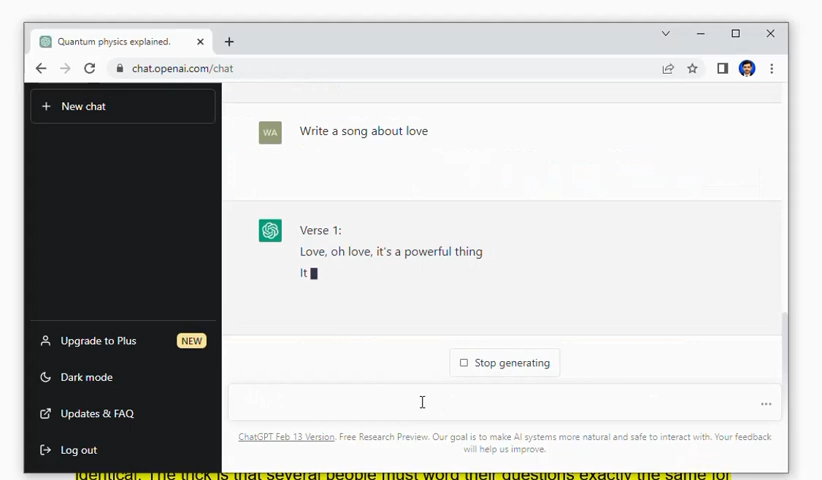 Quantum physics explained.
chat.openai.com/chat
New chat
WA
Write a song about love
Verse 1:
Love, oh love, it's a powerful thing
It
Stop generating
Upgrade to Plus NEW
Dark mode
Updates & FAQ
Log out
ChatGPT Feb 13 Version. Free Research Preview. Our goal is to make AI systems more natural and safe to interact with. Your feedback
will help us improve.
identical. The trick is that several people must word their questions exactly the same for